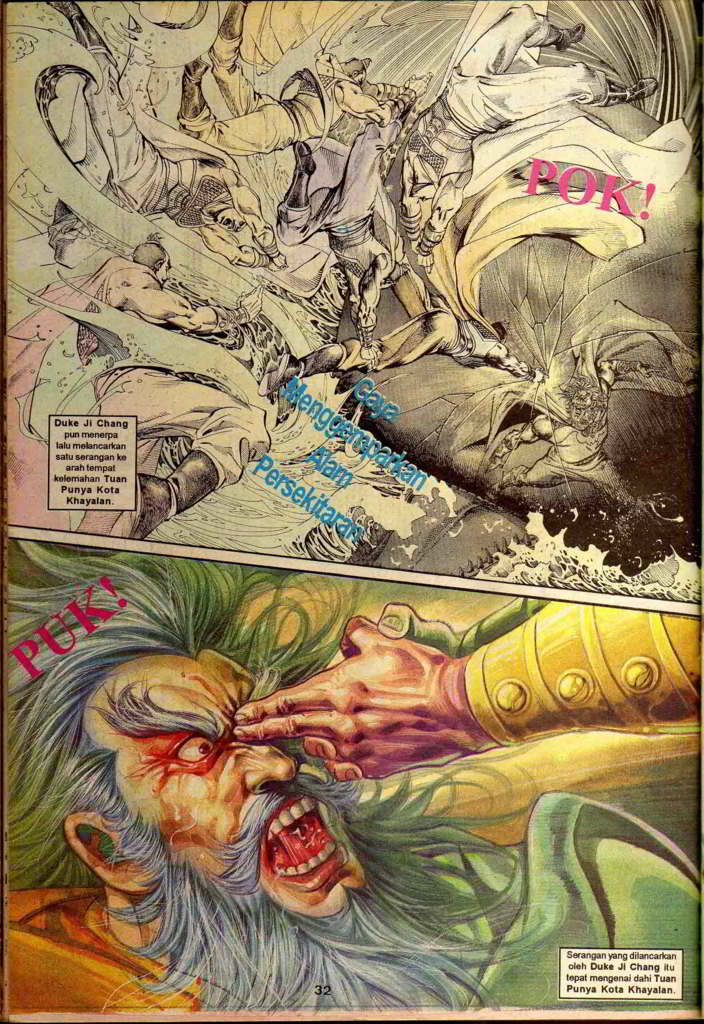 POK!
Duke Ji Chang
pun menerpa
lalu melancarkan
satu serangan ke
arah tempat
kelemahan Tuan
Punya Kota
Khayalan.
Gaya
Menggemparkan
Alam
Persekitaran
PUK!
Serangan yang dilancarkan
oleh Duke Ji Chang itu
tepat mengenai dahi Tuan
Punya Kota Khayalan.
32